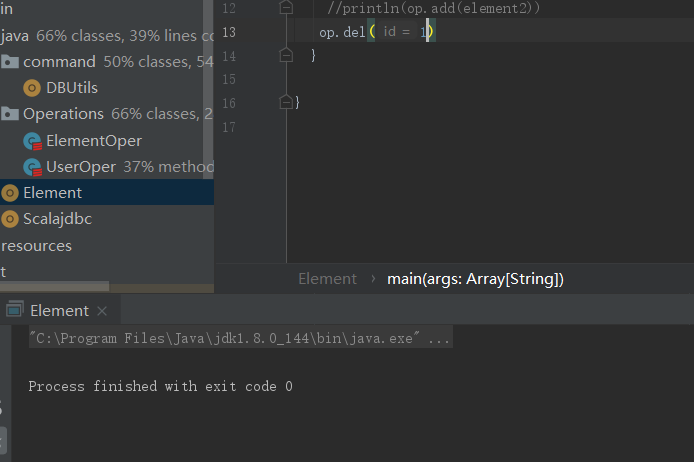 in
java 66% classes, 39% lines co
command 50% classes, 54
DBUtils
Operations 66% classes, 2
ElementOper
UserOper 37% method
Element
Scalajdbc
resources
t
12 //println(op.add(element2))
13 op.del( id = 1)
14 }
15
16 }
17
Element › main(args: Array[String])
Element ×
"C:\Program Files\Java\jdk1.8.0_144\bin\java.exe" ...
Process finished with exit code 0